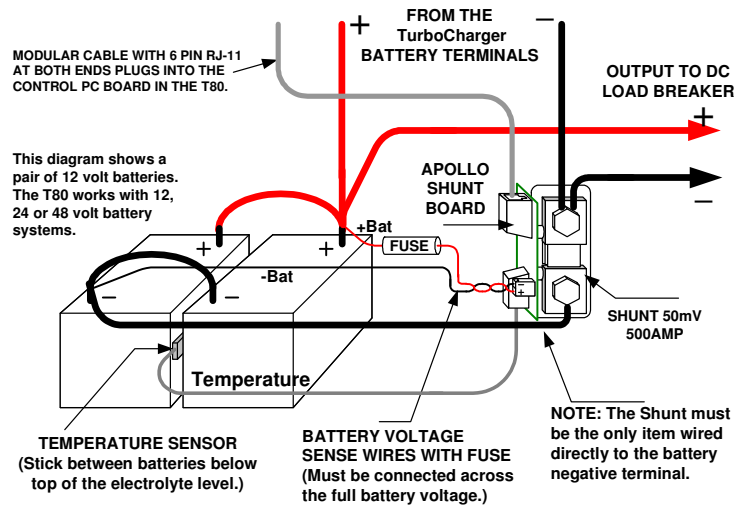 MODULAR CABLE WITH 6 PIN RJ-11
AT BOTH ENDS PLUGS INTO THE
CONTROL PC BOARD IN THE T80.
+
FROM THE
TurboCharger
BATTERY TERMINALS
−
OUTPUT TO DC
LOAD BREAKER
+
−
This diagram shows a
pair of 12 volt batteries.
The T80 works with 12,
24 or 48 volt battery
systems.
APOLLO
SHUNT
BOARD
+
+
+Bat
FUSE
-Bat
−
−
−
+
SHUNT 50mV
500AMP
Temperature
TEMPERATURE SENSOR
(Stick between batteries below
top of the electrolyte level.)
BATTERY VOLTAGE
SENSE WIRES WITH FUSE
(Must be connected across
the full battery voltage.)
NOTE: The Shunt must
be the only item wired
directly to the battery
negative terminal.